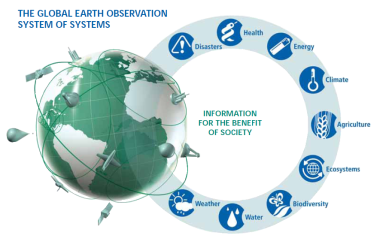 THE GLOBAL EARTH OBSERVATION
SYSTEM OF SYSTEMS
Health
Disasters
Energy
Climate
INFORMATION
FOR THE BENEFIT
OF SOCIETY
Agriculture
Ecosystems
Weather
Biodiversity
Water